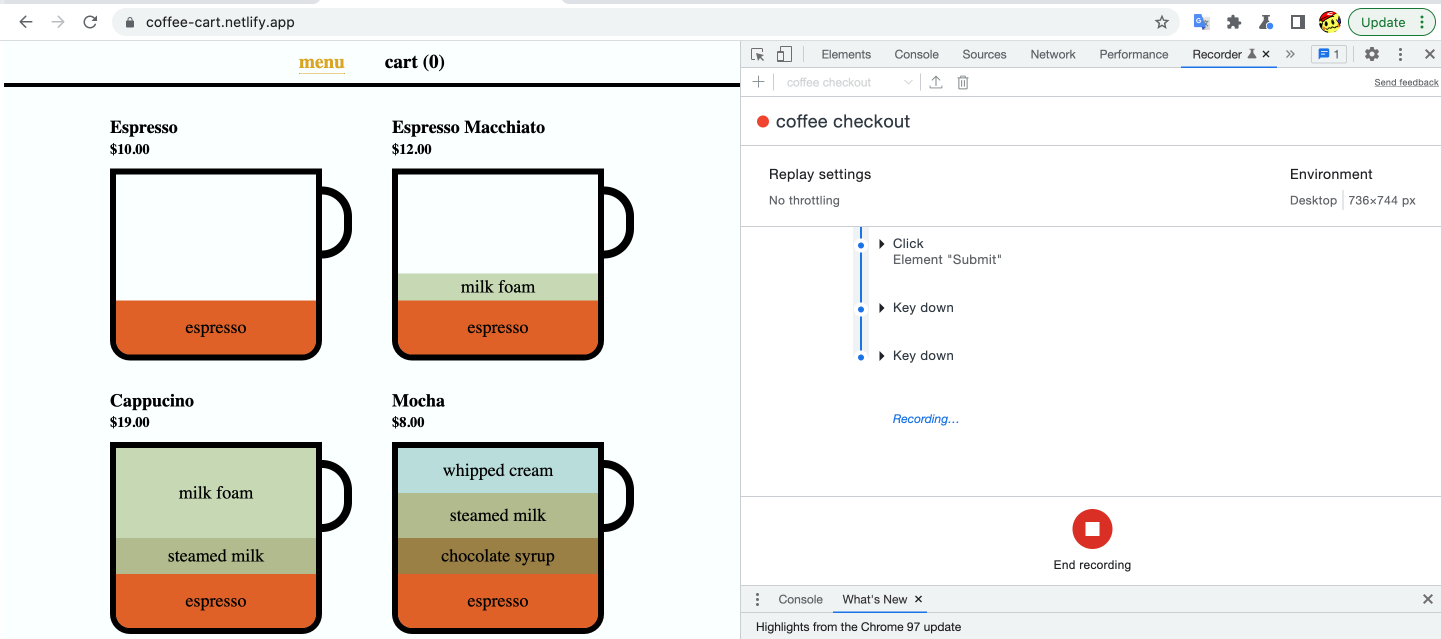 coffee-cart.netlify.app
Update
menu cart (0)
Espresso
$10.00
espresso
Espresso Macchiato
$12.00
milk foam
espresso
Cappucino
$19.00
milk foam
steamed milk
espresso
Mocha
$8.00
whipped cream
steamed milk
chocolate syrup
espresso
Elements Console Sources Network Performance Recorder 1
coffee checkout
Send feedback
coffee checkout
Replay settings
No throttling
Environment
Desktop 736×744 px
Click
Element "Submit"
Key down
Key down
Recording…
End recording
Console What's New
Highlights from the Chrome 97 update